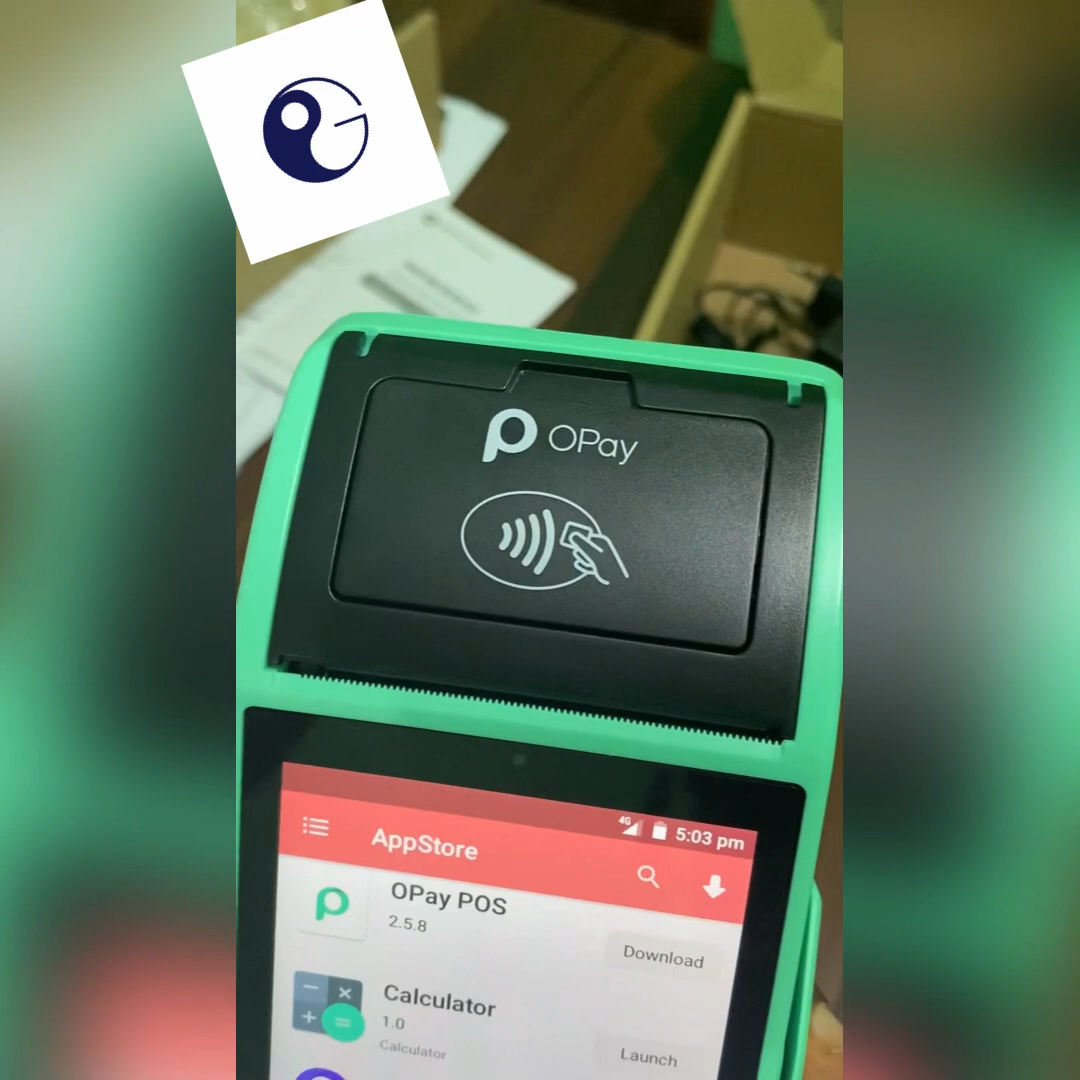 OPay
4G 5:03 pm
AppStore
OPay POS
2.5.8
Download
Calculator
1.0
Calculator
Launch